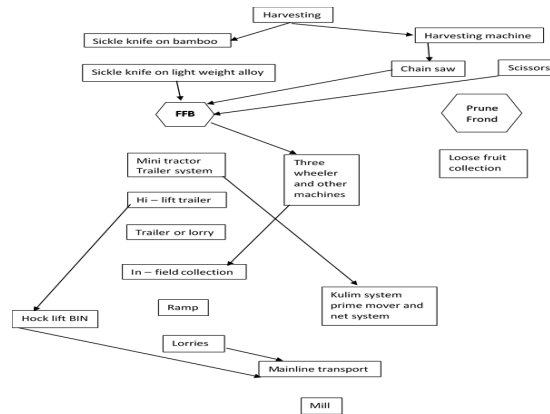 Harvesting
Sickle knife on bamboo
Harvesting machine
Sickle knife on light weight alloy
Chain saw
Scissors
FFB
Prune
Frond
Mini tractor
Trailer system
Three
wheeler
and other
machines
Loose fruit
collection
Hi – lift trailer
Trailer or lorry
In – field collection
Kulim system
prime mover and
net system
Ramp
Hock lift BIN
Lorries
Mainline transport
Mill